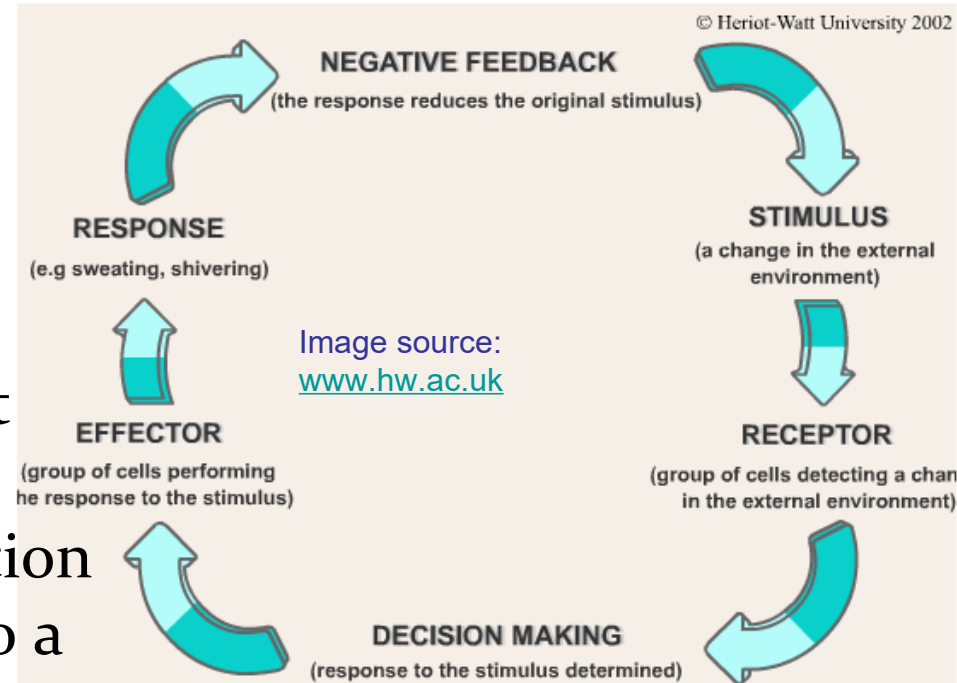 © Heriot-Watt University 2002
NEGATIVE FEEDBACK
(the response reduces the original stimulus)
STIMULUS
(a change in the external
environment)
RECEPTOR
(group of cells detecting a
in the external environment)
DECISION MAKING
(response to the stimulus determined)
EFFECTOR
(group of cells performing
the response to the stimulus)
RESPONSE
(e.g sweating, shivering)
Image source:
www.hw.ac.uk
a